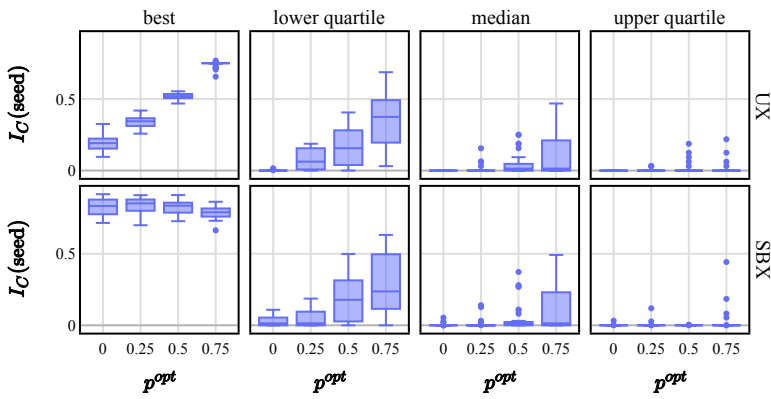 best lower quartile median upper quartile
I_C(seed)
0.5
0
UX
I_C(seed)
0.5
0
SBX
0 0.25 0.5 0.75 0 0.25 0.5 0.75 0 0.25 0.5 0.75 0 0.25 0.5 0.75
p^opt p^opt p^opt p^opt